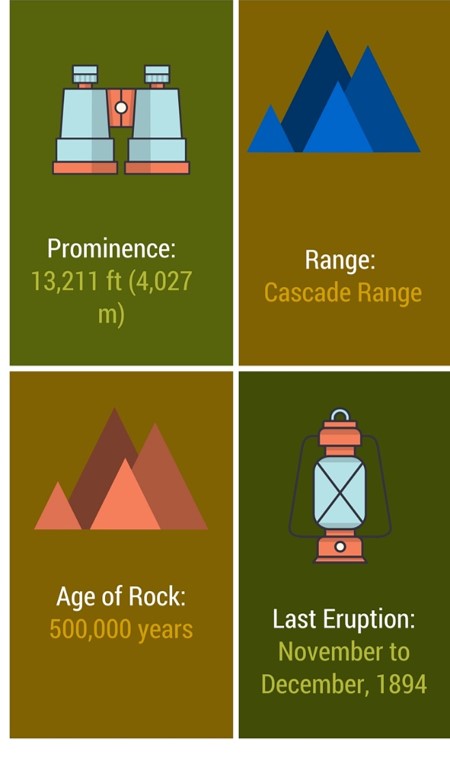 Prominence:
13,211 ft (4,027
m)
Range:
Cascade Range
Age of Rock:
500,000 years
Last Eruption:
November to
December, 1894